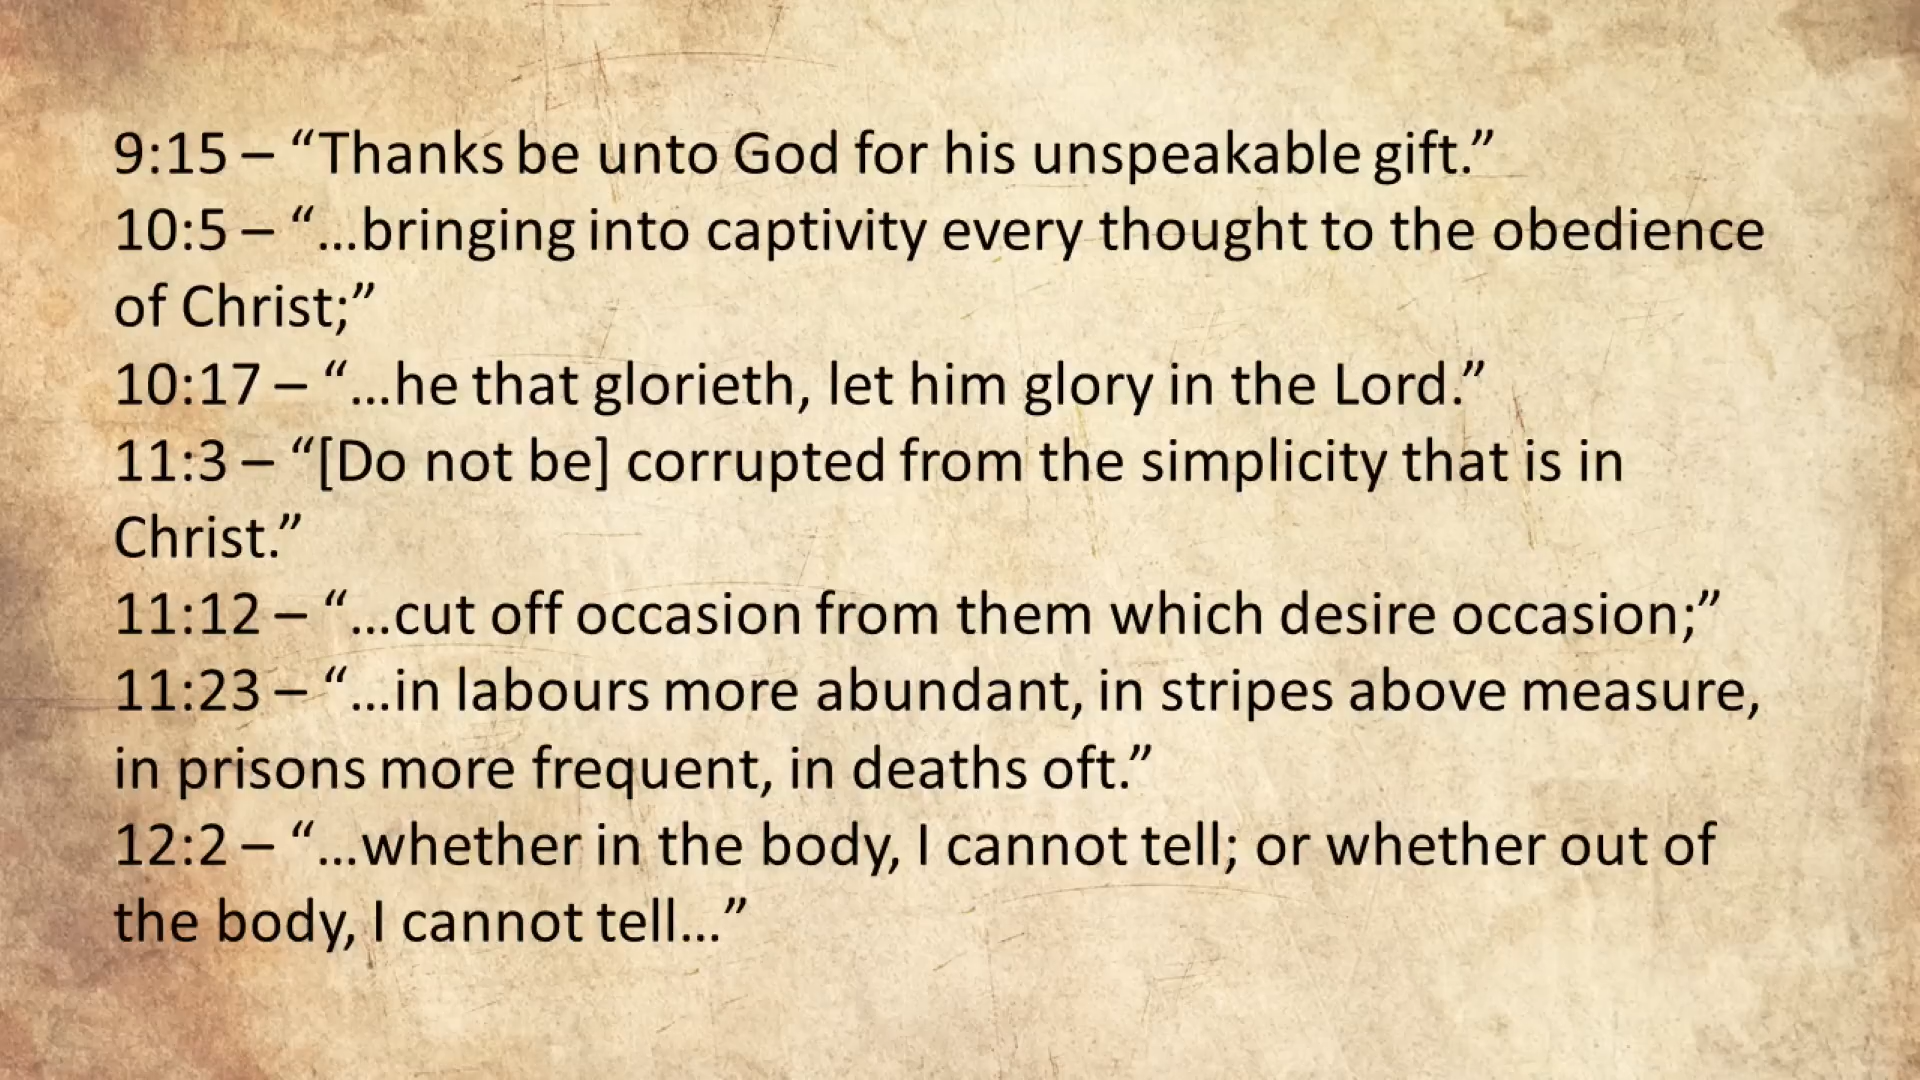 9:15 – “Thanks be unto God for his unspeakable gift.”
10:5 – “…bringing into captivity every thought to the obedience
of Christ;”
10:17 – “…he that glorieth, let him glory in the Lord.”
11:3 – “[Do not be] corrupted from the simplicity that is in
Christ.”
11:12 – “…cut off occasion from them which desire occasion;”
11:23 – “…in labours more abundant, in stripes above measure,
in prisons more frequent, in deaths oft.”
12:2 – “…whether in the body, I cannot tell; or whether out of
the body, I cannot tell…”